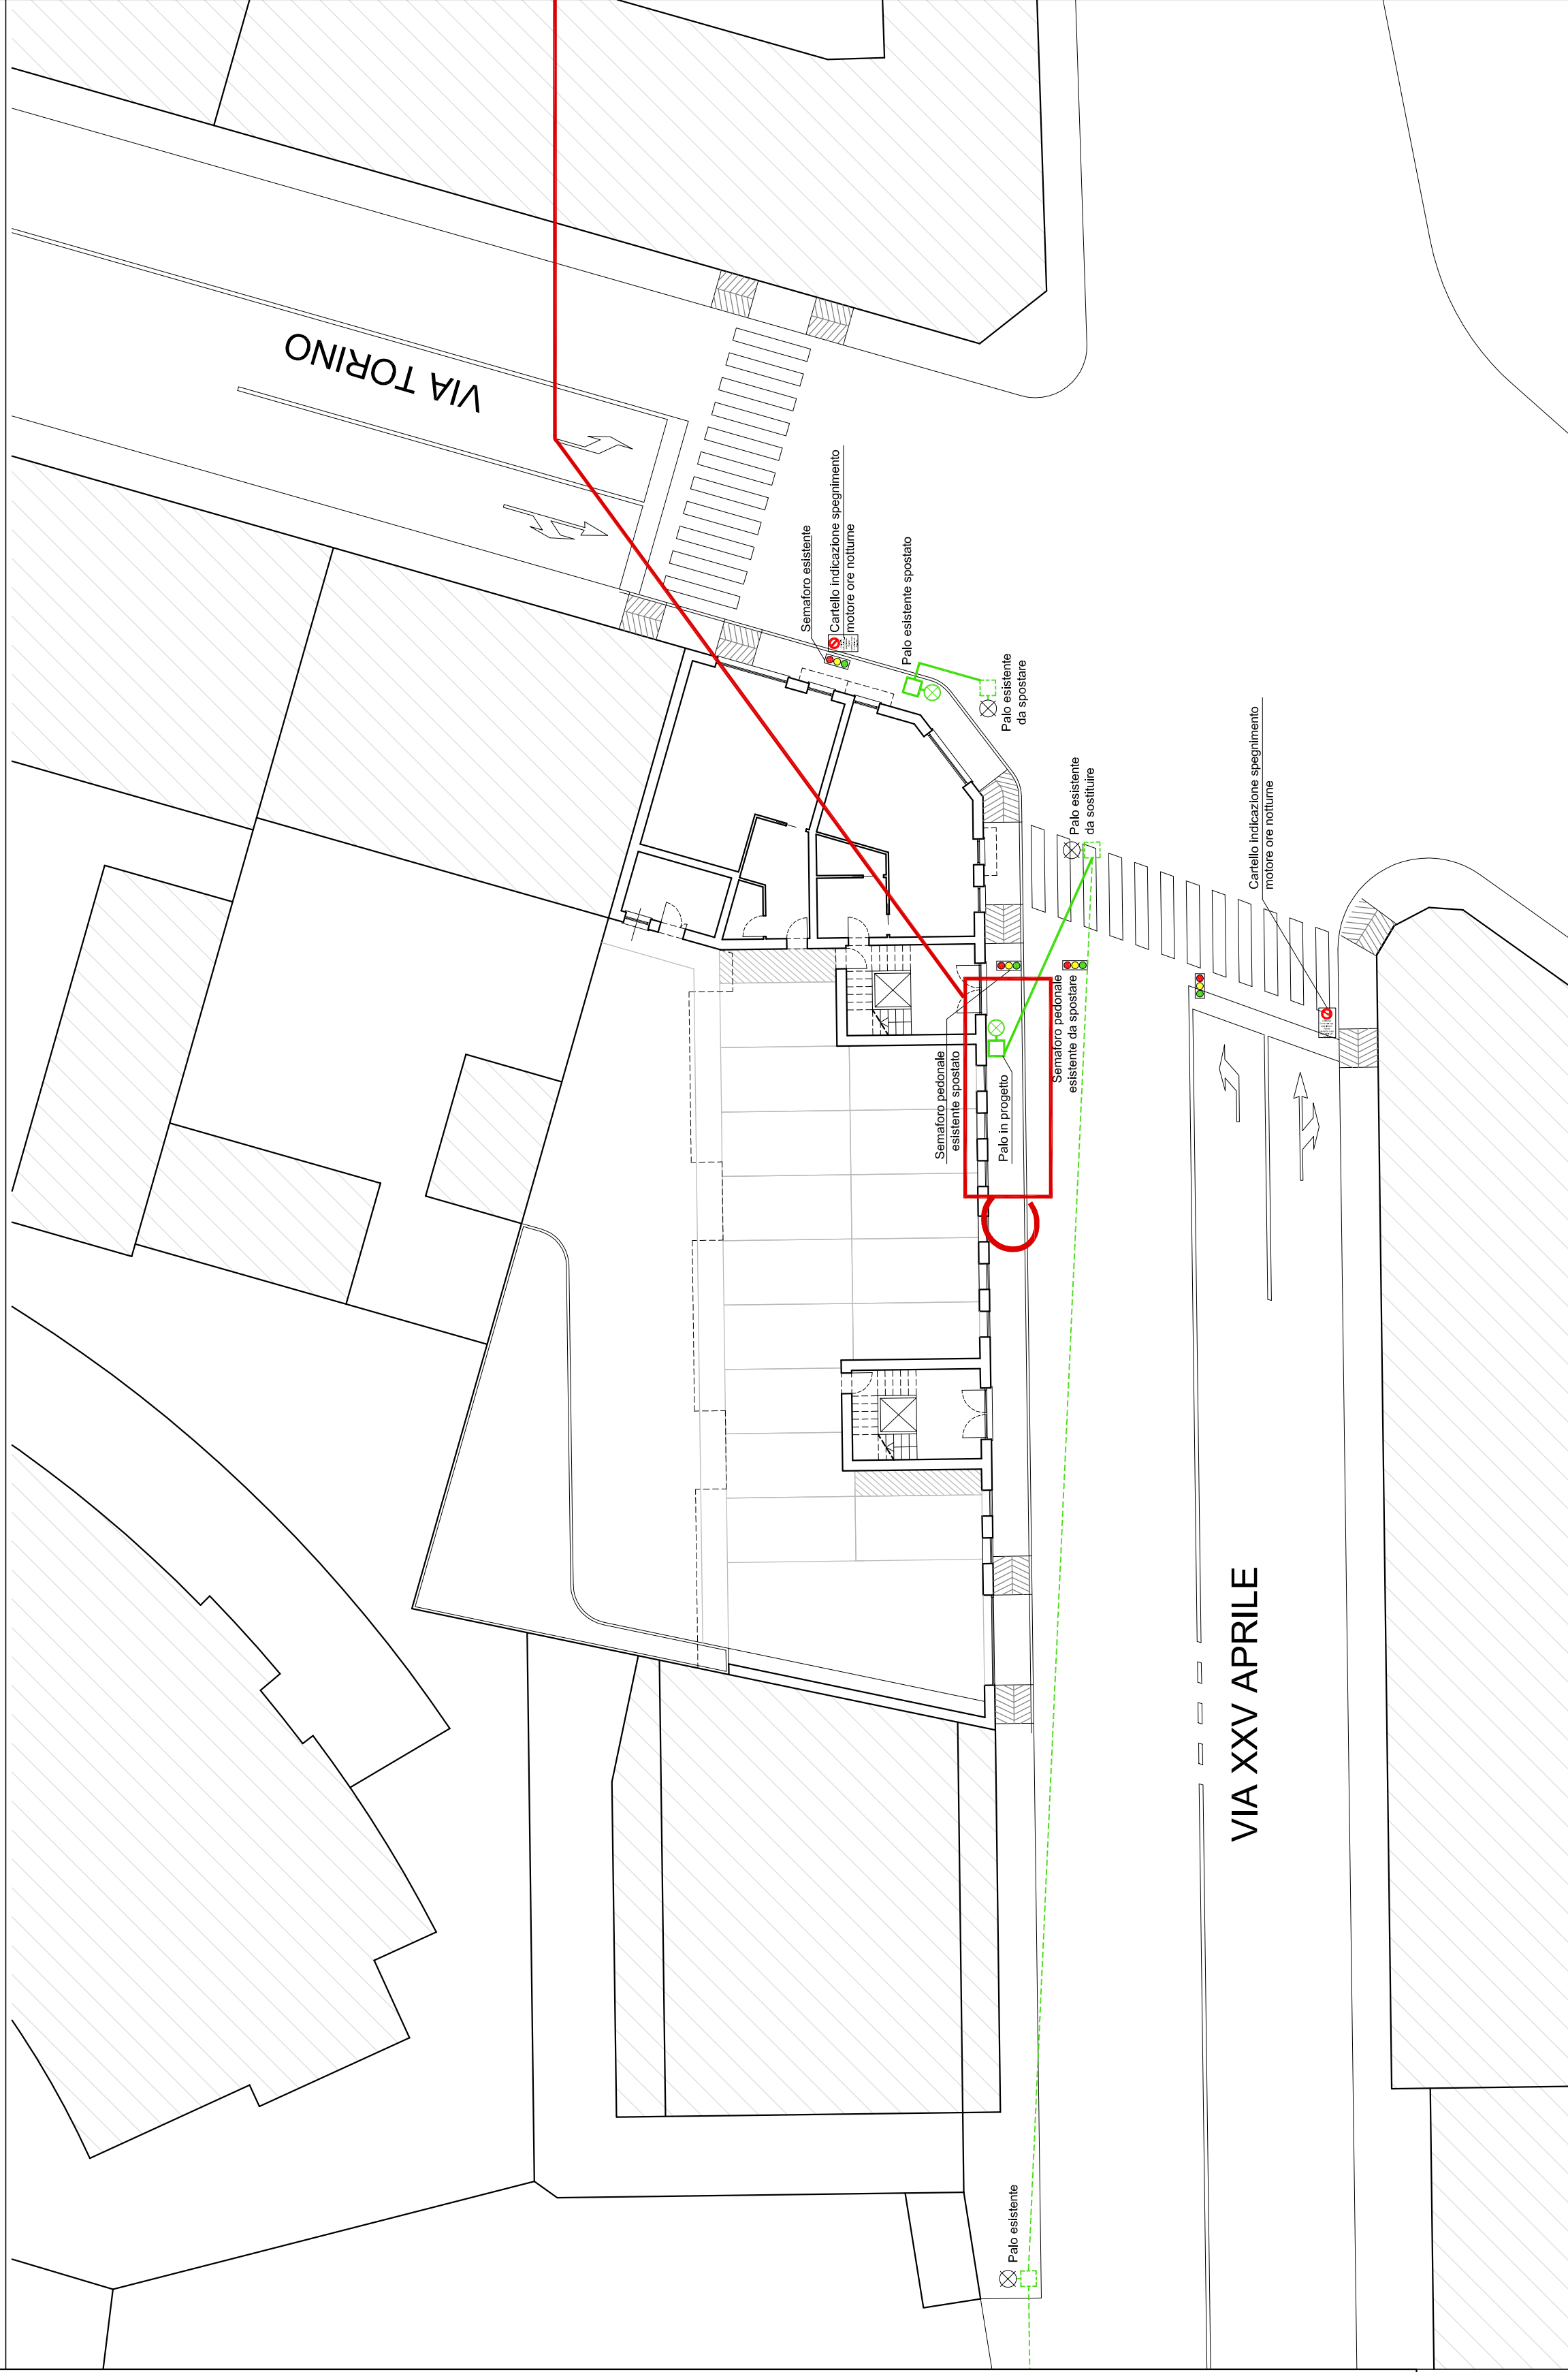 VIA TORINO
Semaforo esistente
Cartello indicazione spegnimento
motore ore notturne
Palo esistente spostato
Palo esistente
da spostare
Palo esistente
da sostituire
Cartello indicazione spegnimento
motore ore notturne
Semaforo pedonale
esistente spostato
Palo in progetto
Semaforo pedonale
esistente da spostare
C
VIA XXV APRILE
Palo esistente